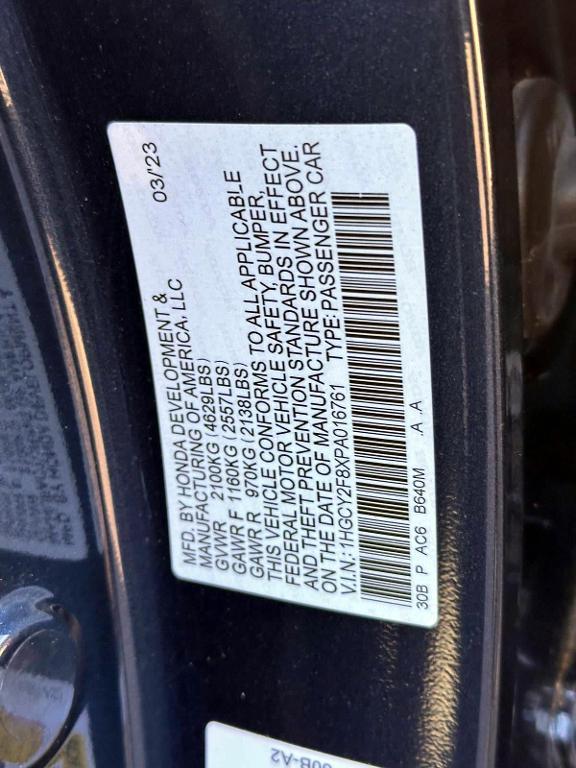 03/'23
MFD. BY HONDA DEVELOPMENT &
MANUFACTURING OF AMERICA, LLC
GVWR 2100KG (4629LBS)
GAWR F 1160KG (2557LBS)
GAWR R 970KG (2138LBS)
THIS VEHICLE CONFORMS TO ALL APPLICABLE
FEDERAL MOTOR VEHICLE SAFETY, BUMPER,
AND THEFT PREVENTION STANDARDS IN EFFECT
ON THE DATE OF MANUFACTURE SHOWN ABOVE.
V.I.N.: 1HGCY2F8XPA016761 TYPE: PASSENGER CAR
30B P AC6 B640M .A .A
00B-A2